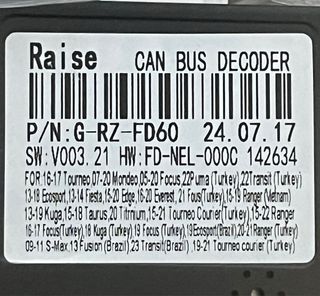 Raise CAN BUS DECODER
P/N:G-RZ-FD60 24.07.17
SW:V003.21 HW:FD-NEL-000C 142634
FOR:16-17 Tourneo,07-20 Mondeo,05-20 Focus,22Puma (Turkey),22Transit (Turkey)
13-18 Ecosport,13-14 Fiesta,15-20 Edge,16-20 Everest, 21 Fous(Turkey),15-19 Ranger(Vietnam)
13-19 Kuga,15-18 Taurus,20 Titrnium,15-21 Tourneo Courier(Turkey),15-22 Ranger
16-17 Focus(Turkey),18 Kuga (Turkey),19 Focus (Turkey),19Ecosport(Brazil),20-21Ranger(Turkey)
09-11 S-Max,13 Fusion(Brazil),23 Transit(Brazil) ,19-21 Tourneo courier(Turkey)